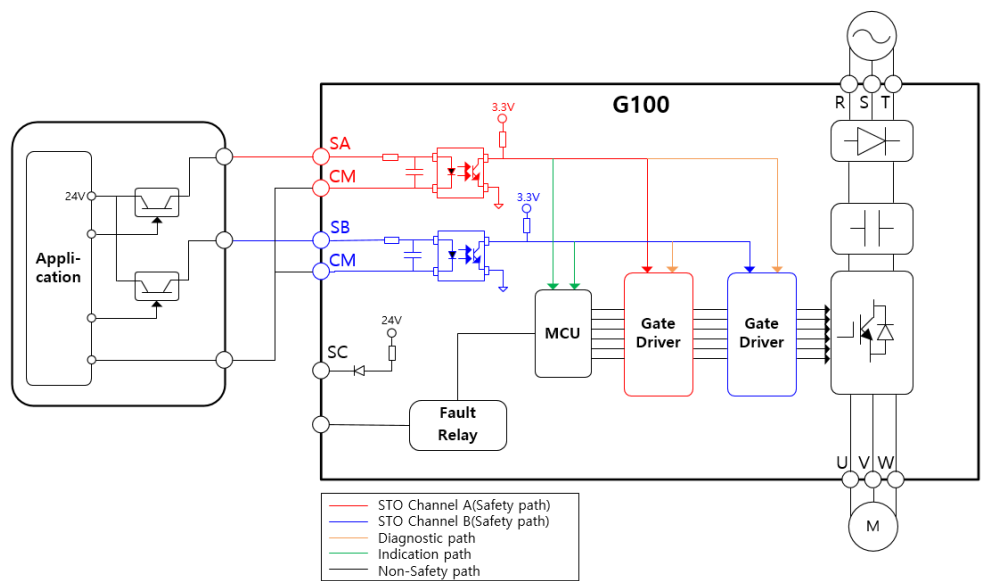 G100
R S T
3.3V
SA
CM
24V
3.3V
SB
CM
Appli-
cation
24V
SC
MCU
Gate
Driver
Gate
Driver
Fault
Relay
U V W
M
STO Channel A(Safety path)
STO Channel B(Safety path)
Diagnostic path
Indication path
Non-Safety path